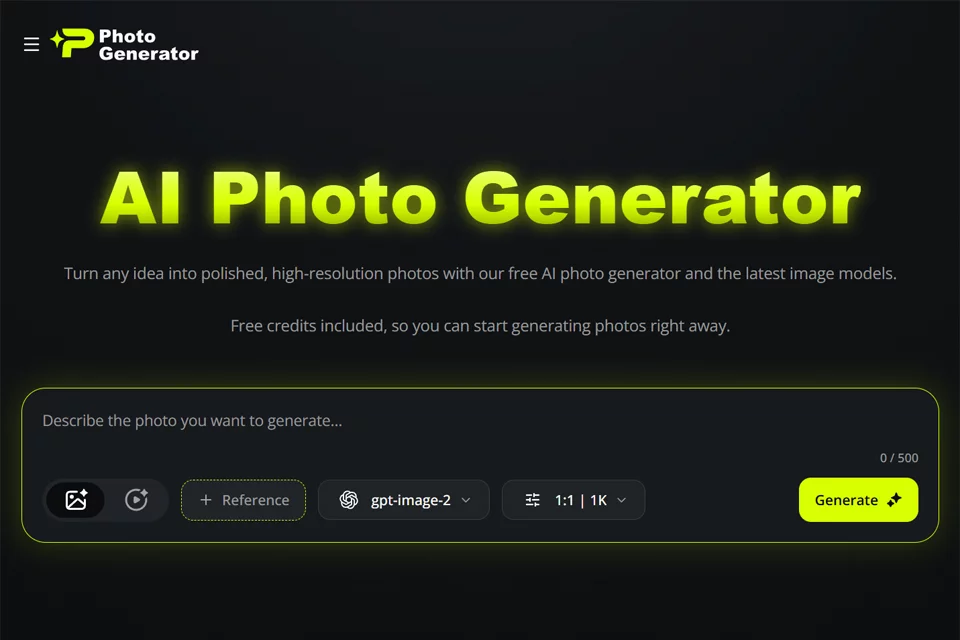 Photo
Generator
AI Photo Generator
Turn any idea into polished, high-resolution photos with our free AI photo generator and the latest image models.
Free credits included, so you can start generating photos right away.
Describe the photo you want to generate...
0 / 500
Reference
gpt-image-2
1:1 | 1K
Generate